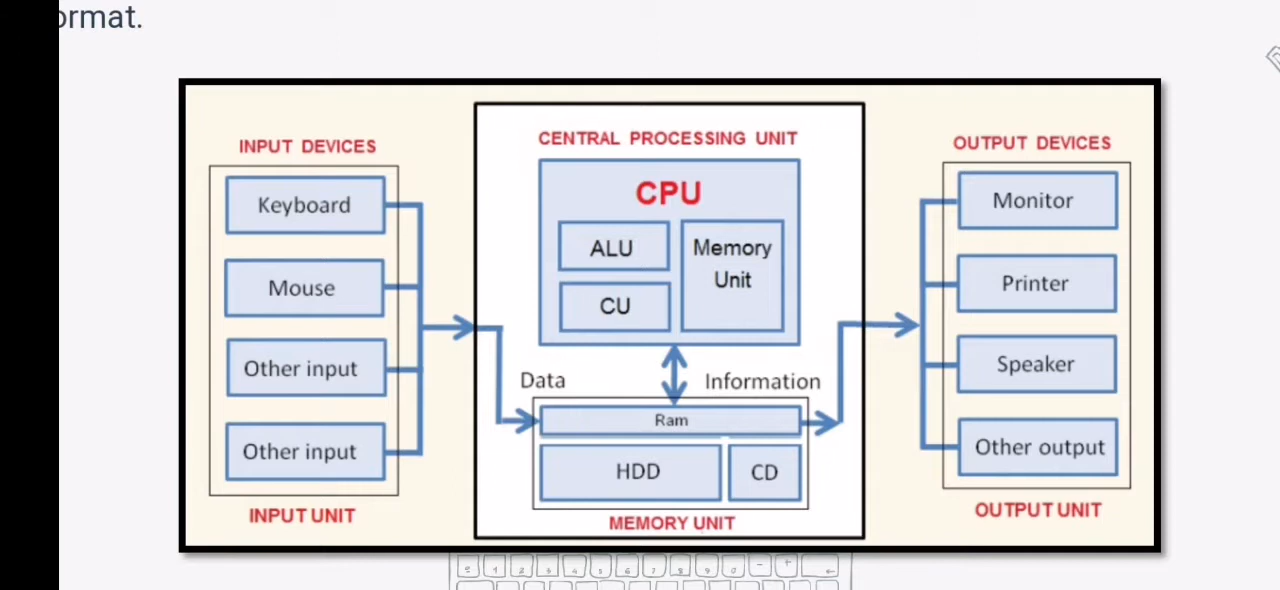 ormat.
INPUT DEVICES
Keyboard
Mouse
Other input
Other input
INPUT UNIT
CENTRAL PROCESSING UNIT
CPU
ALU
CU
Memory
Unit
Data
Information
Ram
HDD
CD
MEMORY UNIT
OUTPUT DEVICES
Monitor
Printer
Speaker
Other output
OUTPUT UNIT